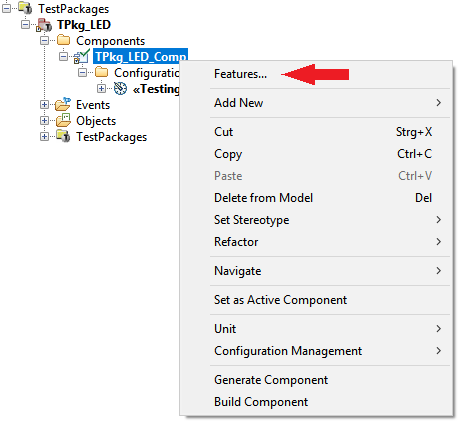 TestPackages
TPkg_LED
Components
TPkg_LED_Comp
Configuration
«Testing
Events
Objects
TestPackages
Features...
Add New
Cut Strg+X
Copy Ctrl+C
Paste Ctrl+V
Delete from Model Del
Set Stereotype
Refactor
Navigate
Set as Active Component
Unit
Configuration Management
Generate Component
Build Component